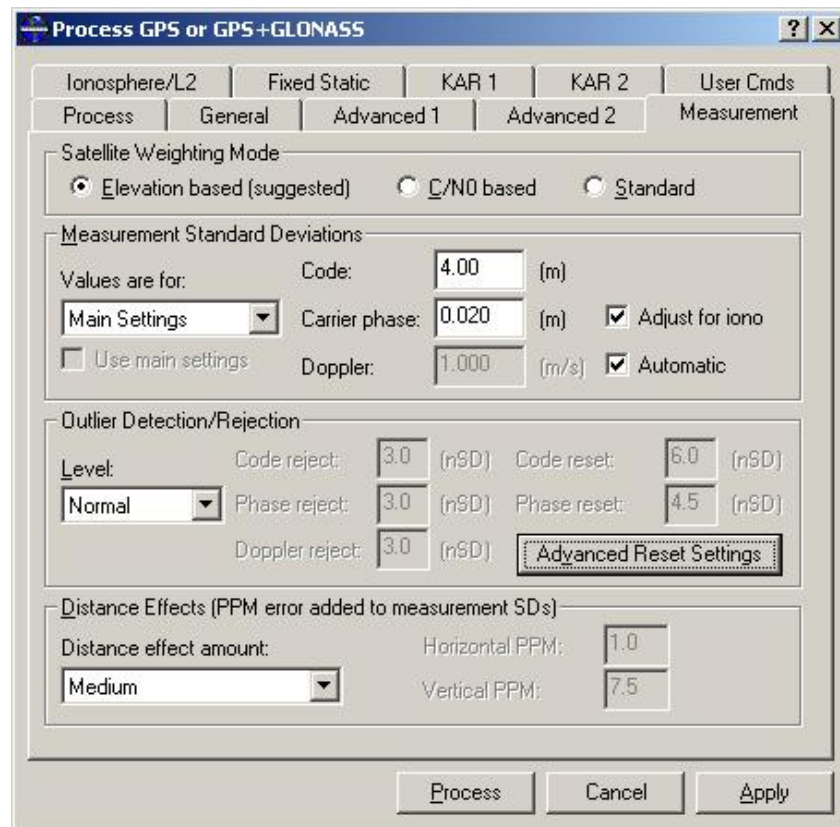 Process GPS or GPS+GLONASS
Ionosphere/L2 Fixed Static KAR 1 KAR 2 User Cmds
Process General Advanced 1 Advanced 2 Measurement
Satellite Weighting Mode
Elevation based (suggested) C/N0 based Standard
Measurement Standard Deviations
Values are for: Code: 4.00 (m)
Main Settings Carrier phase: 0.020 (m) Adjust for iono
Use main settings Doppler: 1.000 (m/s) Automatic
Outlier Detection/Rejection
Level: Code reject: 3.0 (nSD) Code reset: 6.0 (nSD)
Normal Phase reject: 3.0 (nSD) Phase reset: 4.5 (nSD)
Doppler reject: 3.0 (nSD) Advanced Reset Settings
Distance Effects (PPM error added to measurement SDs)
Distance effect amount: Horizontal PPM: 1.0
Medium Vertical PPM: 7.5
Process Cancel Apply